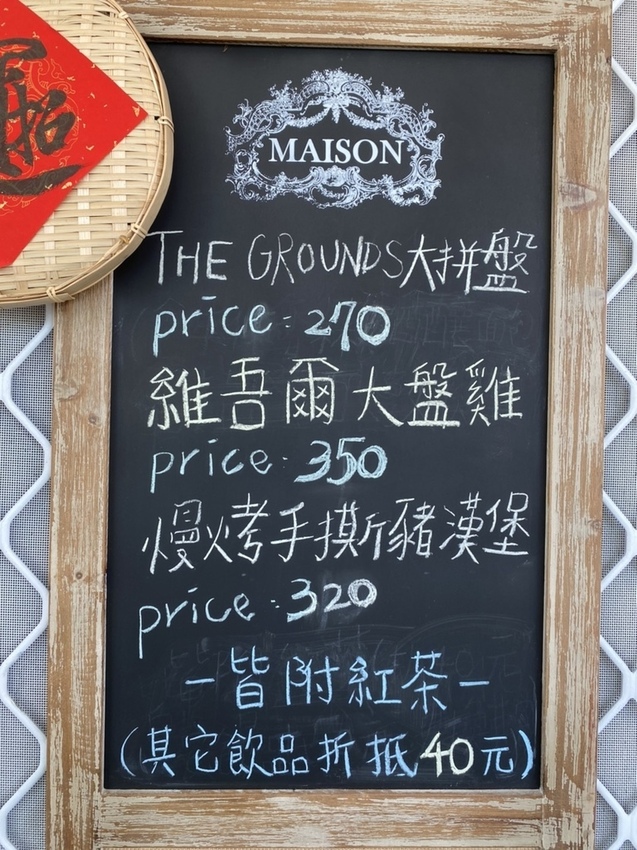 MAISON
THE GROUNDS大拼盤
price：270
維吾爾大盤雞
price：350
慢烤手撕豬漢堡
price：320
－皆附紅茶－
（其它飲品折抵40元）